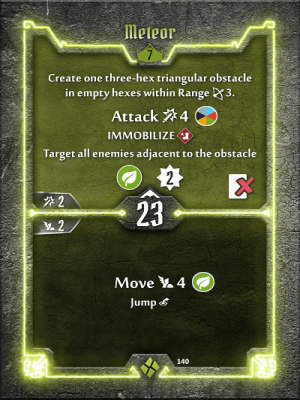 Meteor
7
Create one three-hex triangular obstacle
in empty hexes within Range 3.
Attack 4
IMMOBILIZE
Target all enemies adjacent to the obstacle
2
2
23
2
Move 4
Jump
140